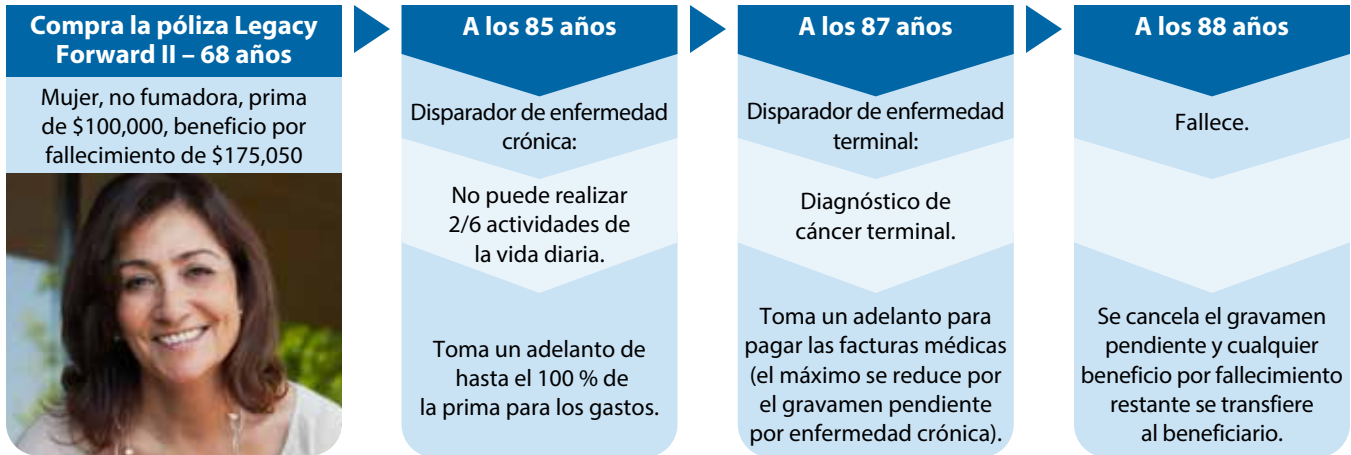 Compra la póliza Legacy
Forward II – 68 años
Mujer, no fumadora, prima
de $100,000, beneficio por
fallecimiento de $175,050
A los 85 años
Disparador de enfermedad
crónica:
No puede realizar
2/6 actividades de
la vida diaria.
Toma un adelanto de
hasta el 100 % de
la prima para los gastos.
A los 87 años
Disparador de enfermedad
terminal:
Diagnóstico de
cáncer terminal.
Toma un adelanto para
pagar las facturas médicas
(el máximo se reduce por
el gravamen pendiente
por enfermedad crónica).
A los 88 años
Fallece.
Se cancela el gravamen
pendiente y cualquier
beneficio por fallecimiento
restante se transfiere
al beneficiario.